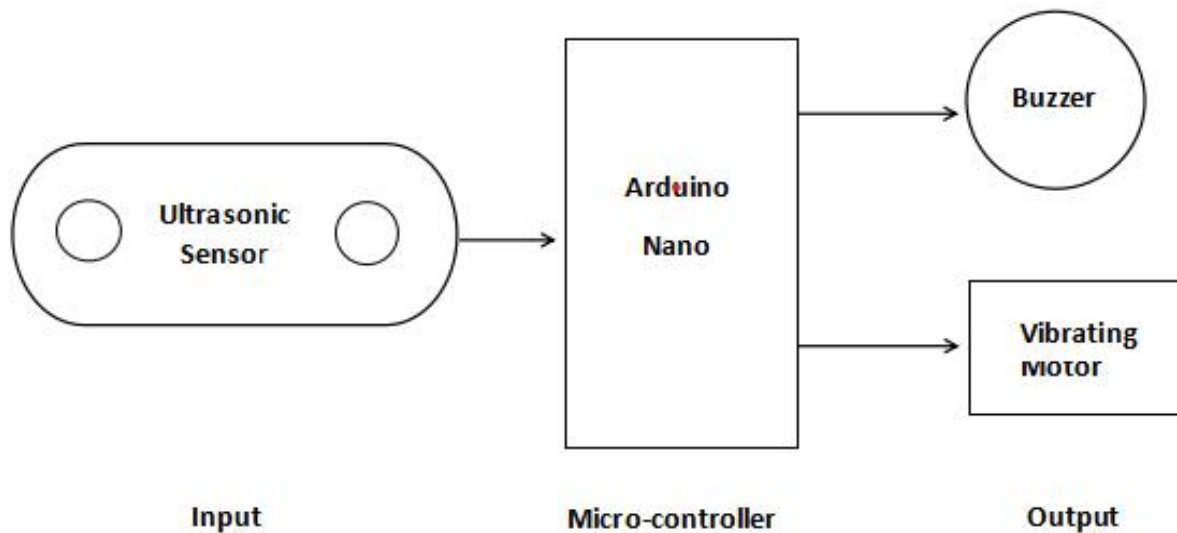 Ultrasonic
Sensor
Arduino
Nano
Buzzer
Vibrating
Motor
Input
Micro-controller
Output